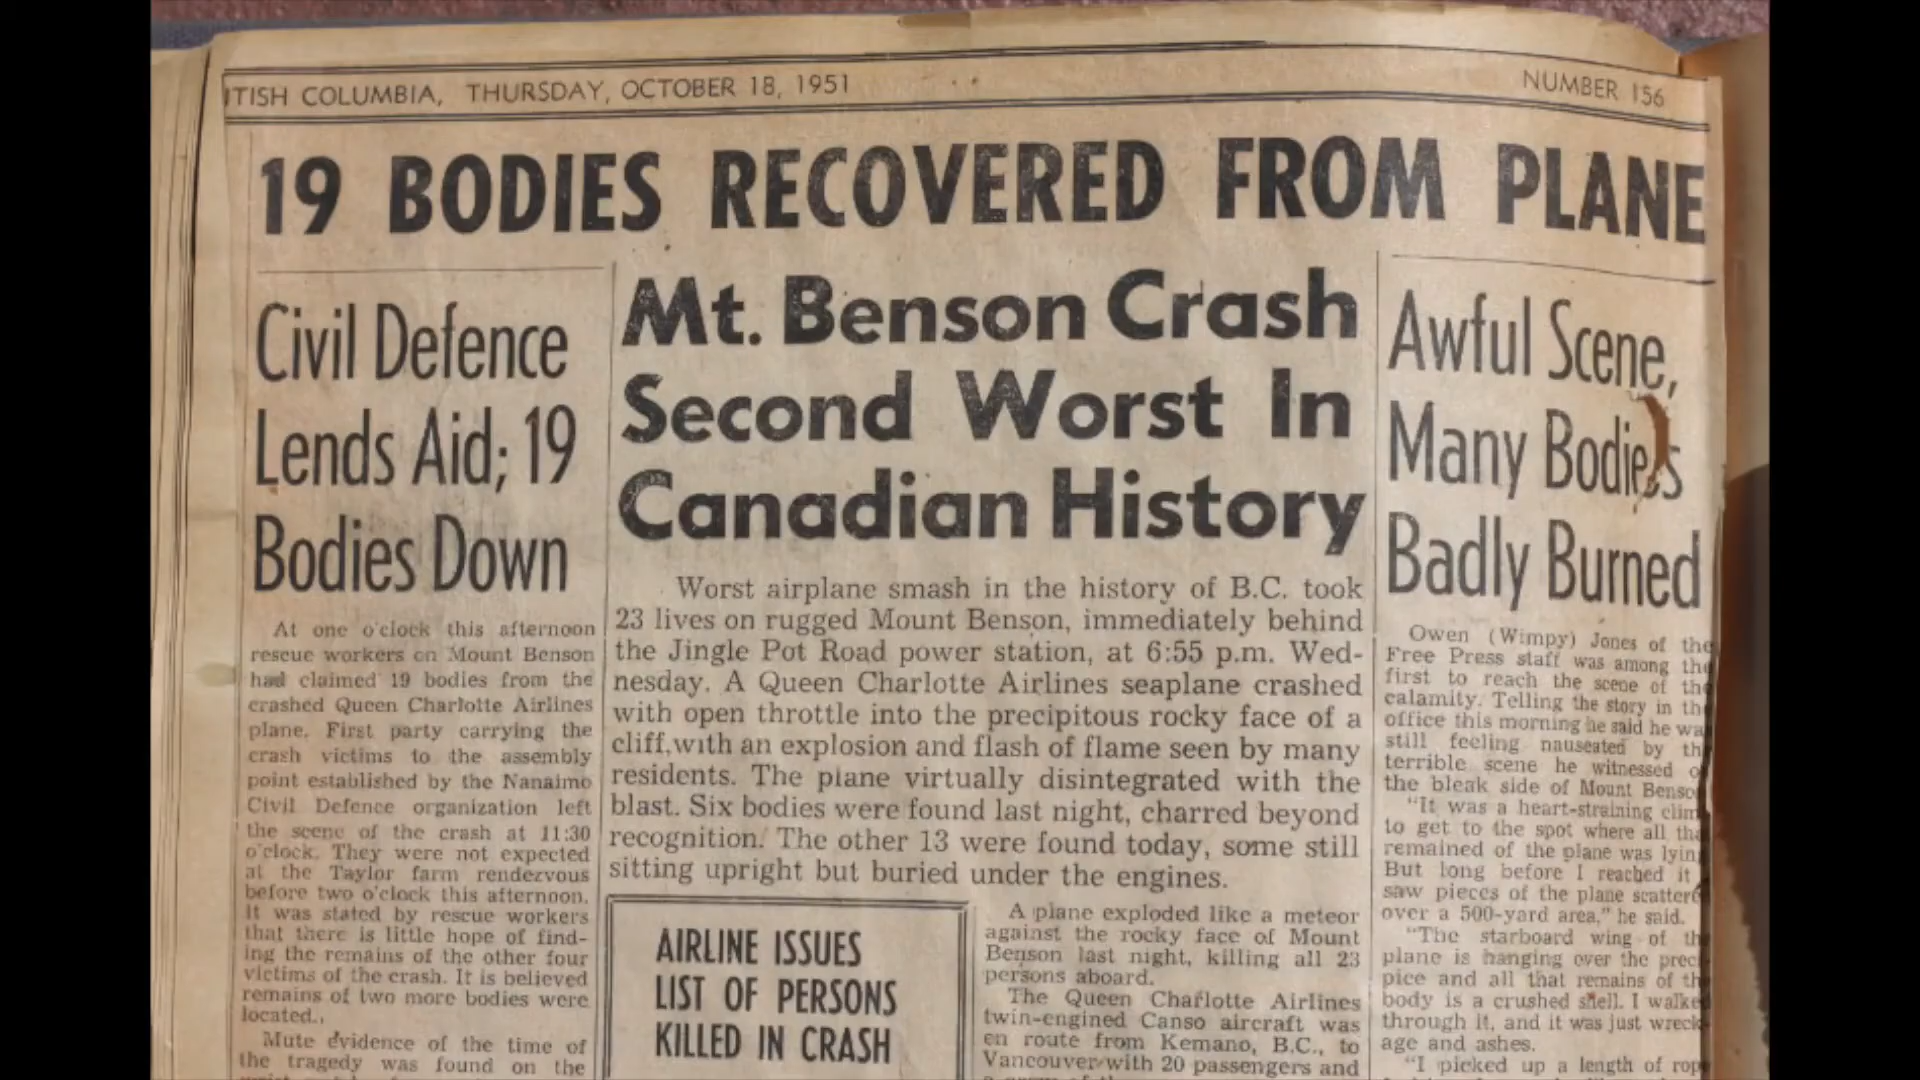 ITISH COLUMBIA, THURSDAY, OCTOBER 18, 1951
NUMBER 156
19 BODIES RECOVERED FROM PLANE
Civil Defence
Lends Aid; 19
Bodies Down
At one o'clock this afternoon
rescue workers on Mount Benson
had claimed 19 bodies from the
crashed Queen Charlotte Airlines
plane. First party carrying the
crash victims to the assembly
point established by the Nanaimo
Civil Defence organization left
the scene of the crash at 11:30
o'clock. They were not expected
at the Taylor farm rendezvous
before two o'clock this afternoon.
It was stated by rescue workers
that there is little hope of find-
ing the remains of the other four
victims of the crash. It is believed
remains of two more bodies were
located.,
Mute evidence of the time of
the tragedy was found on the
Mt. Benson Crash
Second Worst In
Canadian History
Worst airplane smash in the history of B.C. took
23 lives on rugged Mount Benson, immediately behind
the Jingle Pot Road power station, at 6:55 p.m. Wed-
nesday. A Queen Charlotte Airlines seaplane crashed
with open throttle into the precipitous rocky face of a
cliff, with an explosion and flash of flame seen by many
residents. The plane virtually disintegrated with the
blast. Six bodies were found last night, charred beyond
recognition. The other 13 were found today, some still
sitting upright but buried under the engines.
AIRLINE ISSUES
LIST OF PERSONS
KILLED IN CRASH
A plane exploded like a meteor
against the rocky face of Mount
Benson last night, killing all 23
persons aboard.
The Queen Charlotte Airlines
twin-engined Canso aircraft was
en route from Kemano, B.C., to
Vancouver with 20 passengers and
Awful Scene,
Many Bodies
Badly Burned
Owen (Wimpy) Jones of the
Free Press staff was among the
first to reach the scene of the
calamity. Telling the story in th
office this morning he said he wa
still feeling nauseated by th
terrible scene he witnessed o
the bleak side of Mount Benso
"It was a heart-straining clim
to get to the spot where all tha
remained of the plane was lyin
But long before I reached it
saw pieces of the plane scattere
over a 500-yard area," he said.
"The starboard wing of th
plane is hanging over the preci
pice and all that remains of th
body is a crushed shell. I walke
through it, and it was just wreck-
age and ashes.
"I picked up a length of rop